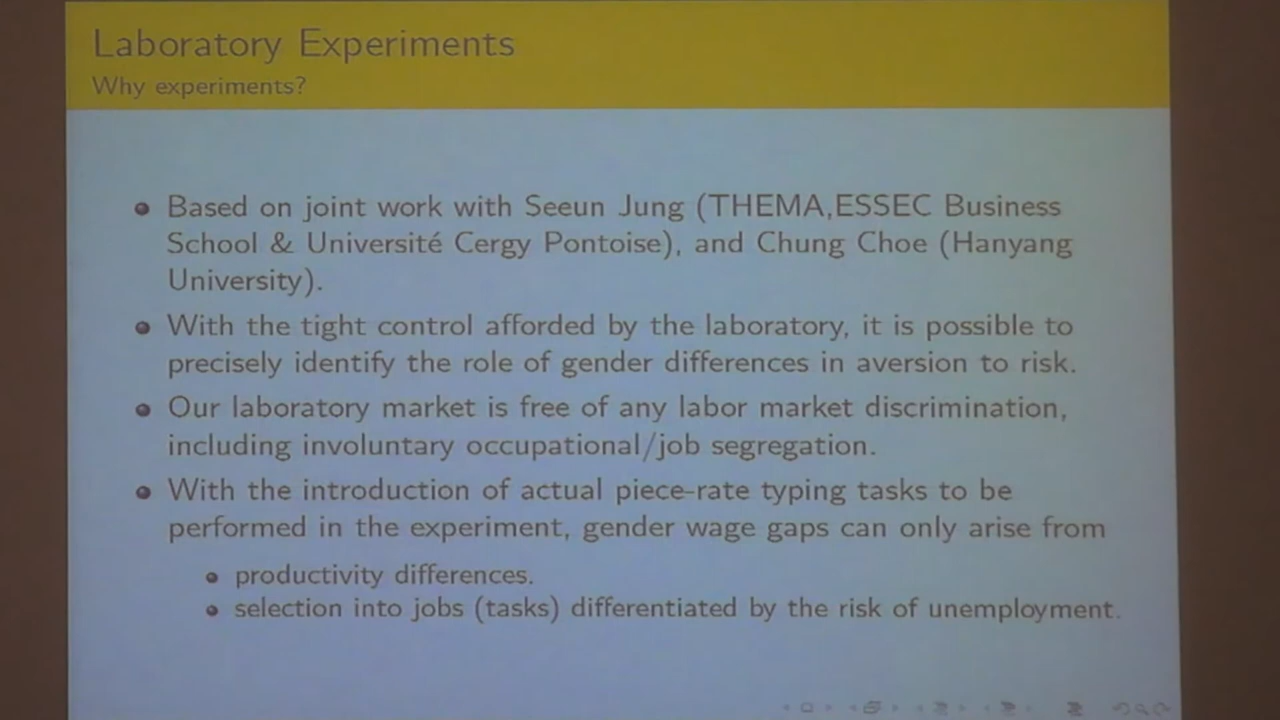 Laboratory Experiments
Why experiments?
Based on joint work with Seeun Jung (THEMA,ESSEC Business
School & Université Cergy Pontoise), and Chung Choe (Hanyang
University).
With the tight control afforded by the laboratory, it is possible to
precisely identify the role of gender differences in aversion to risk.
Our laboratory market is free of any labor market discrimination,
including involuntary occupational/job segregation.
With the introduction of actual piece-rate typing tasks to be
performed in the experiment, gender wage gaps can only arise from
productivity differences.
selection into jobs (tasks) differentiated by the risk of unemployment.